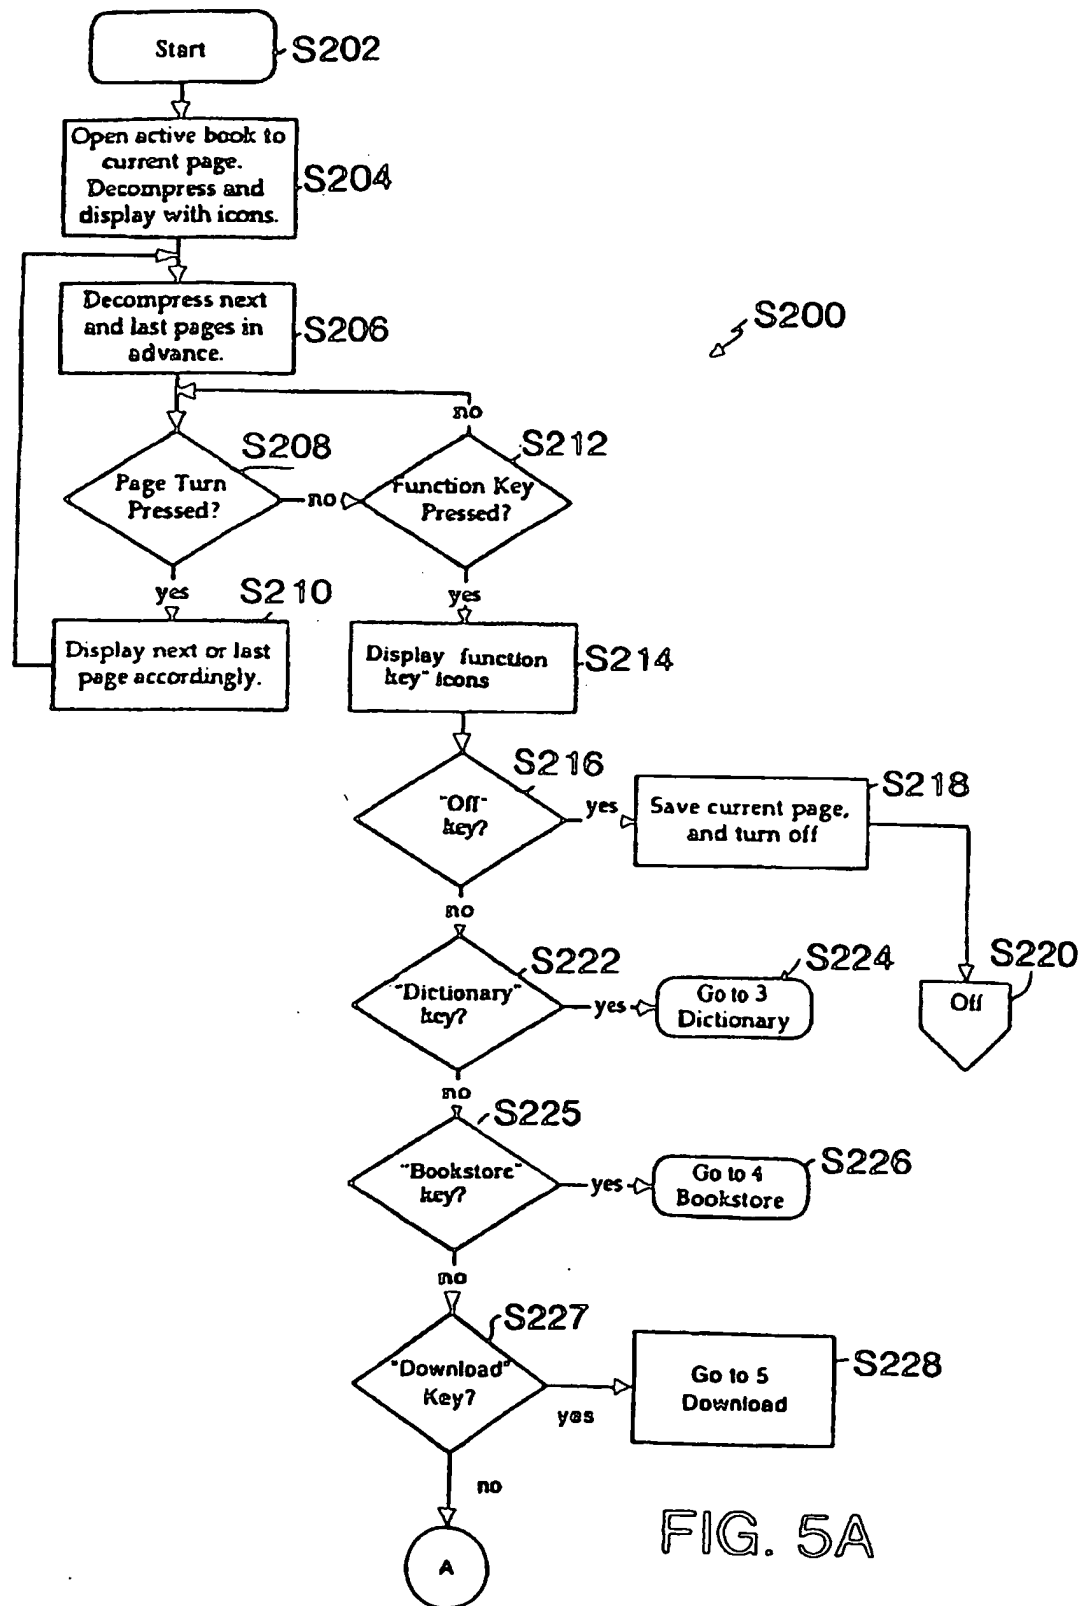 Start
S202
Open active book to
current page.
Decompress and
display with icons.
S204
Decompress next
and last pages in
advance.
S206
S200
no
S208
S212
Page Turn
Pressed?
no
Function Key
Pressed?
yes
S210
yes
Display next or last
page accordingly.
Display function
key" icons
S214
S216
"Off"
key?
yes
Save current page,
and turn off
S218
no
S222
"Dictionary"
key?
yes
Go to 3
Dictionary
S224
S220
Off
no
S225
"Bookstore"
key?
yes
Go to 4
Bookstore
S226
no
S227
"Download"
Key?
yes
Go to 5
Download
S228
no
A
FIG. 5A